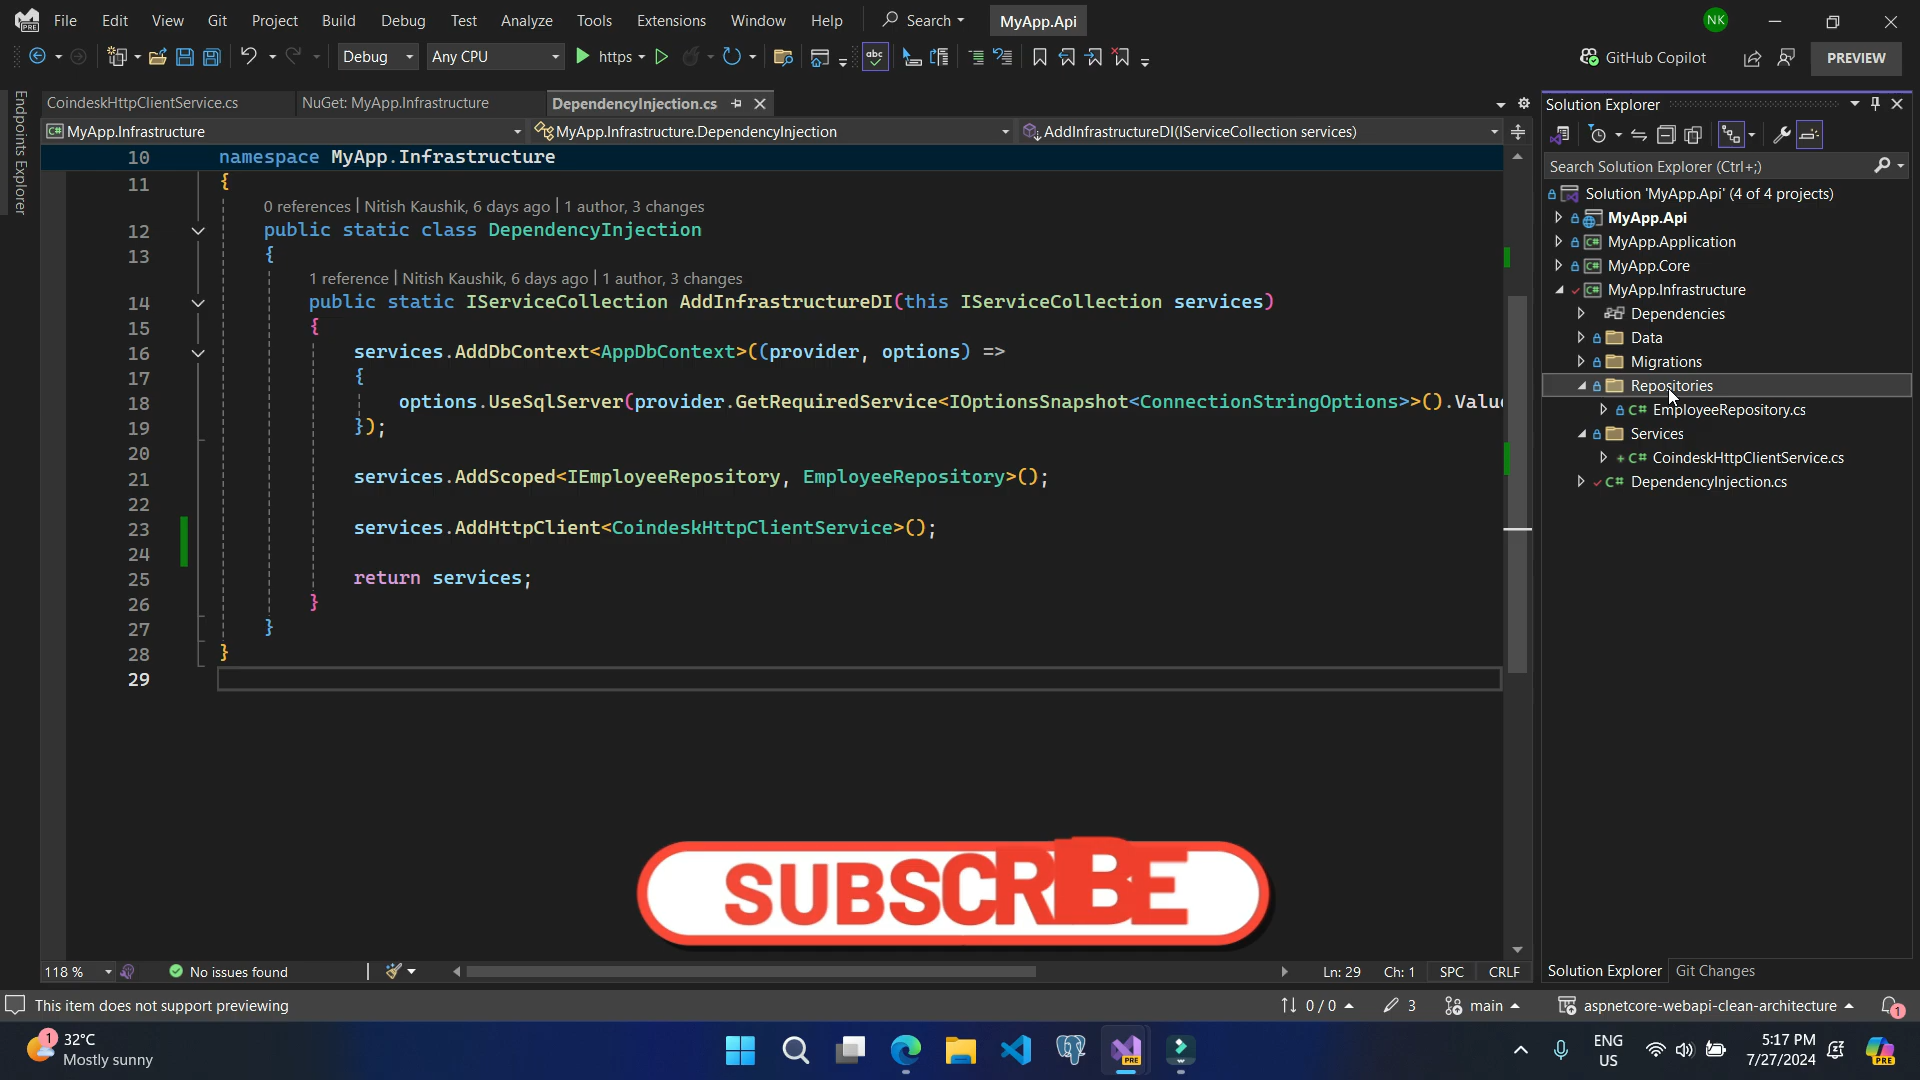 File Edit View Git Project Build Debug Test Analyze Tools Extensions Window Help Search MyApp.Api NK
Debug Any CPU https GitHub Copilot PREVIEW
Endpoints Explorer
CoindeskHttpClientService.cs NuGet: MyApp.Infrastructure DependencyInjection.cs
MyApp.Infrastructure MyApp.Infrastructure.DependencyInjection AddInfrastructureDI(IServiceCollection services)
10 namespace MyApp.Infrastructure
11 {
0 references | Nitish Kaushik, 6 days ago | 1 author, 3 changes
12 public static class DependencyInjection
13 {
1 reference | Nitish Kaushik, 6 days ago | 1 author, 3 changes
14 public static IServiceCollection AddInfrastructureDI(this IServiceCollection services)
15 {
16 services.AddDbContext<AppDbContext>((provider, options) =>
17 {
18 options.UseSqlServer(provider.GetRequiredService<IOptionsSnapshot<ConnectionStringOptions>>().Value
19 });
20
21 services.AddScoped<IEmployeeRepository, EmployeeRepository>();
22
23 services.AddHttpClient<CoindeskHttpClientService>();
24
25 return services;
26 }
27 }
28 }
29
SUBSCRIBE
118 % No issues found Ln: 29 Ch: 1 SPC CRLF
Solution Explorer
Search Solution Explorer (Ctrl+;)
Solution 'MyApp.Api' (4 of 4 projects)
MyApp.Api
MyApp.Application
MyApp.Core
MyApp.Infrastructure
Dependencies
Data
Migrations
Repositories
EmployeeRepository.cs
Services
CoindeskHttpClientService.cs
DependencyInjection.cs
Solution Explorer Git Changes
This item does not support previewing 0 / 0 3 main aspnetcore-webapi-clean-architecture 1
1 32°C
Mostly sunny
PRE
ENG
US
5:17 PM
7/27/2024
PRE